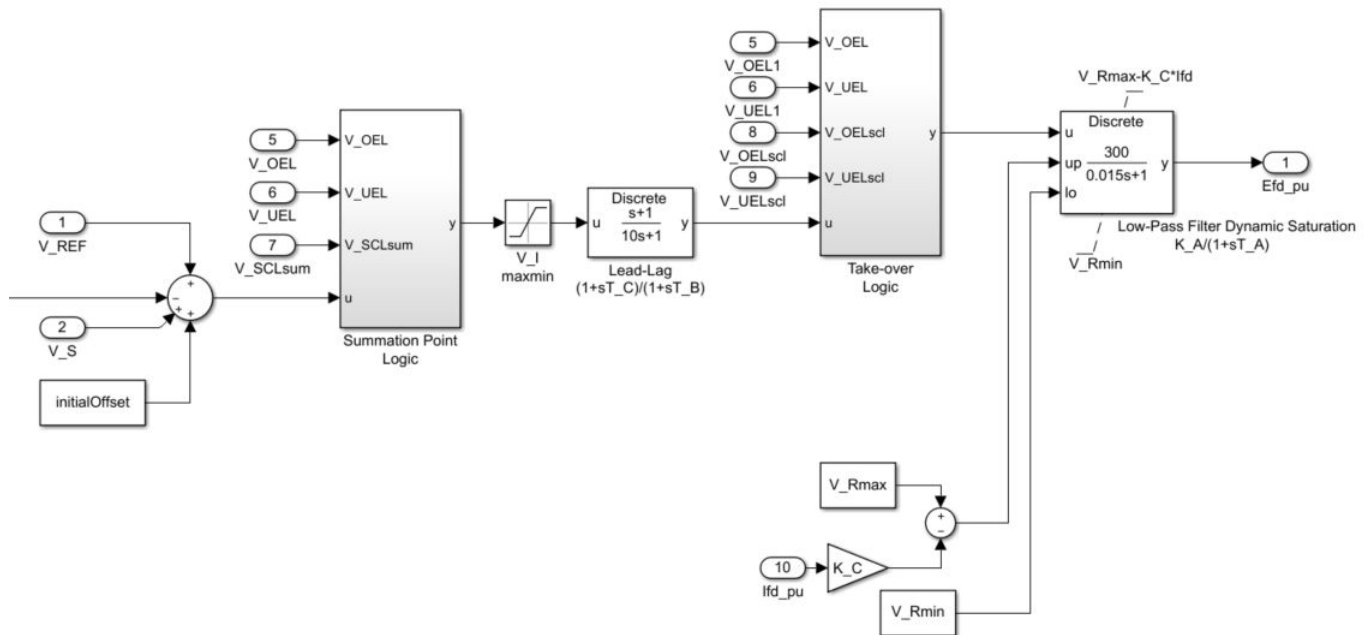 1
V_REF
2
V_S
initialOffset
+
−
+
+
5
V_OEL
6
V_UEL
7
V_SCLsum
V_OEL
V_UEL
V_SCLsum
u
y
Summation Point
Logic
V_I
maxmin
Discrete
u
s+1
10s+1
y
Lead-Lag
(1+sT_C)/(1+sT_B)
5
V_OEL1
6
V_UEL1
8
V_OELscl
9
V_UELscl
V_OEL
V_UEL
V_OELscl
V_UELscl
u
y
Take-over
Logic
V_Rmax-K_C*Ifd
Discrete
u
up
lo
300
0.015s+1
y
V_Rmin
Low-Pass Filter Dynamic Saturation
K_A/(1+sT_A)
1
Efd_pu
V_Rmax
+
−
10
Ifd_pu
K_C
V_Rmin